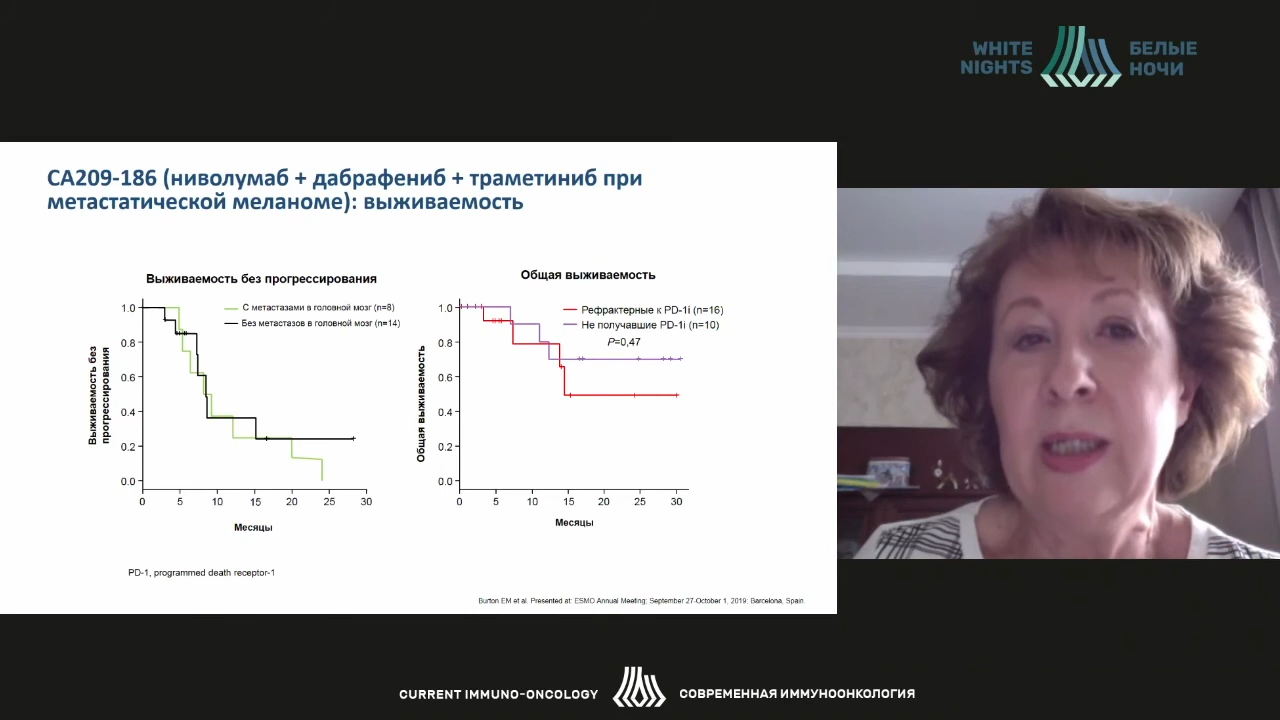 WHITE
NIGHTS
БЕЛЫЕ
НОЧИ
CA209-186 (ниволумаб + дабрафениб + траметиниб при
метастатической меланоме): выживаемость
Выживаемость без прогрессирования
С метастазами в головной мозг (n=8)
Без метастазов в головной мозг (n=14)
Выживаемость без
прогрессирования
1.0
0.8
0.6
0.4
0.2
0.0
0 5 10 15 20 25 30
Месяцы
Общая выживаемость
Рефрактерные к PD-1i (n=16)
Не получавшие PD-1i (n=10)
P=0,47
Общая выживаемость
1.0
0.8
0.6
0.4
0.2
0.0
0 5 10 15 20 25 30
Месяцы
PD-1, programmed death receptor-1
Burton EM et al. Presented at: ESMO Annual Meeting; September 27-October 1, 2019; Barcelona, Spain.
CURRENT IMMUNO-ONCOLOGY
СОВРЕМЕННАЯ ИММУНООНКОЛОГИЯ